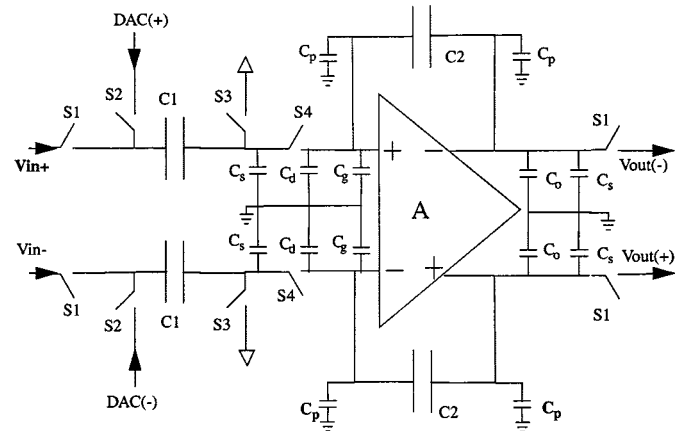 DAC(+)
Cp
C2
Cp
S1
S2
C1
S3
S4
S1
Vin+
+
−
Vout(-)
Cs
Cd
Cg
Co
Cs
A
Cs
Cd
Cg
Co
Cs
Vin-
Vout(+)
−
+
S1
S2
C1
S3
S4
S1
DAC(-)
Cp
C2
Cp